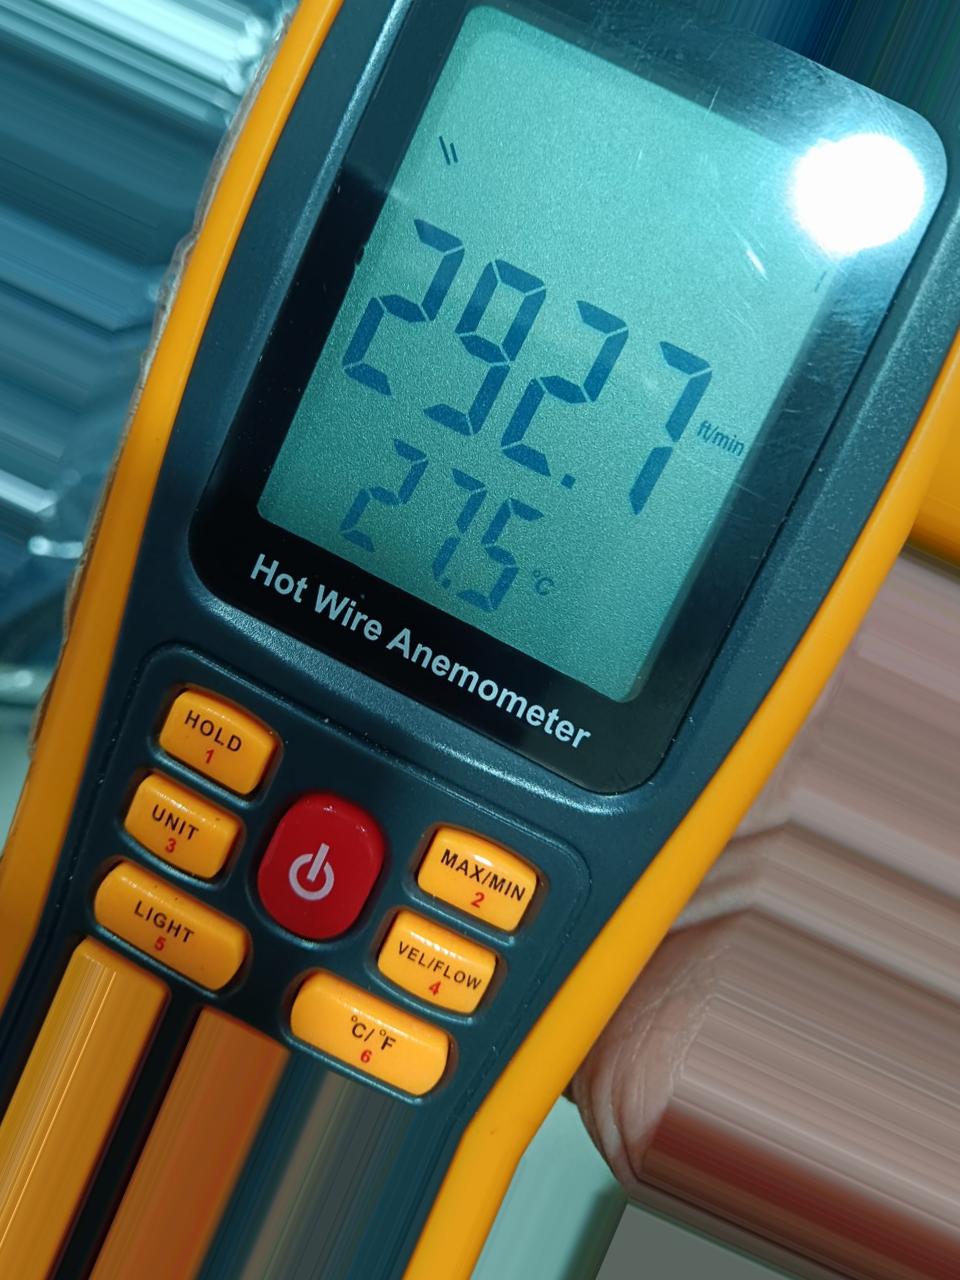 292.7 ft/min
27.5 °C
Hot Wire Anemometer
HOLD
1
UNIT
3
MAX/MIN
2
LIGHT
5
VEL/FLOW
4
°C/°F
6